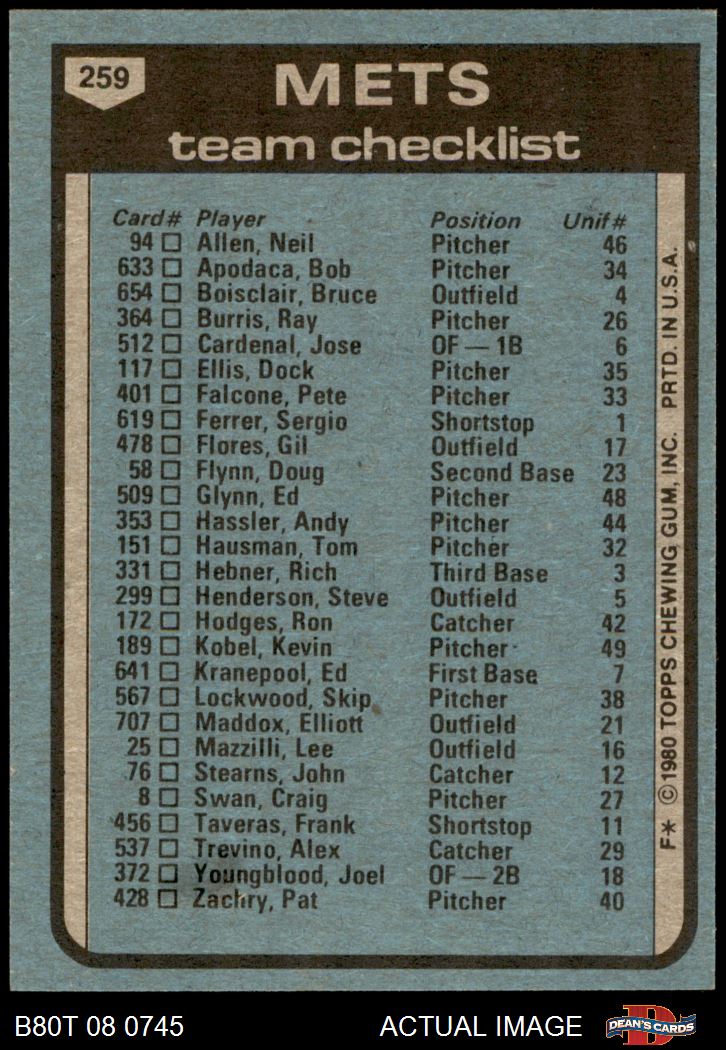 259
METS
team checklist
Card# Player Position Unif#
94 Allen, Neil Pitcher 46
633 Apodaca, Bob Pitcher 34
654 Boisclair, Bruce Outfield 4
364 Burris, Ray Pitcher 26
512 Cardenal, Jose OF — 1B 6
117 Ellis, Dock Pitcher 35
401 Falcone, Pete Pitcher 33
619 Ferrer, Sergio Shortstop 1
478 Flores, Gil Outfield 17
58 Flynn, Doug Second Base 23
509 Glynn, Ed Pitcher 48
353 Hassler, Andy Pitcher 44
151 Hausman, Tom Pitcher 32
331 Hebner, Rich Third Base 3
299 Henderson, Steve Outfield 5
172 Hodges, Ron Catcher 42
189 Kobel, Kevin Pitcher 49
641 Kranepool, Ed First Base 7
567 Lockwood, Skip Pitcher 38
707 Maddox, Elliott Outfield 21
25 Mazzilli, Lee Outfield 16
76 Stearns, John Catcher 12
8 Swan, Craig Pitcher 27
456 Taveras, Frank Shortstop 11
537 Trevino, Alex Catcher 29
372 Youngblood, Joel OF — 2B 18
428 Zachry, Pat Pitcher 40
F* © 1980 TOPPS CHEWING GUM, INC. PRTD. IN U.S.A.
B80T 08 0745 ACTUAL IMAGE
D
DEAN'S CARDS